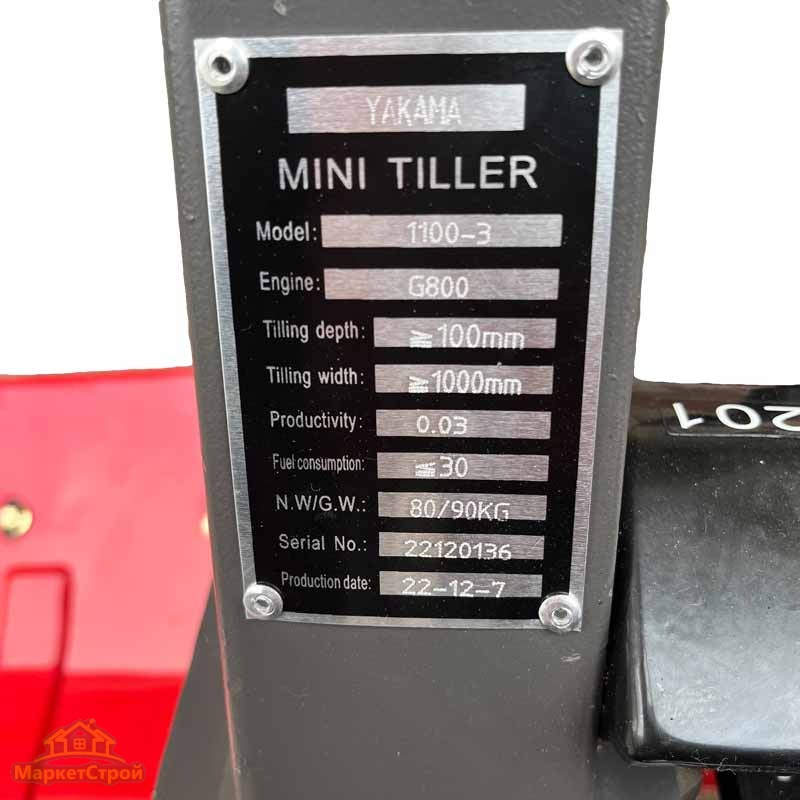 YAKAMA
MINI TILLER
Model: 1100-3
Engine: G800
Tilling depth: ≧100mm
Tilling width: ≧1000mm
Productivity: 0.03
Fuel consumption: ≦30
N.W/G.W.: 80/90KG
Serial No.: 22120136
Production date: 22-12-7
201
МаркетСтрой